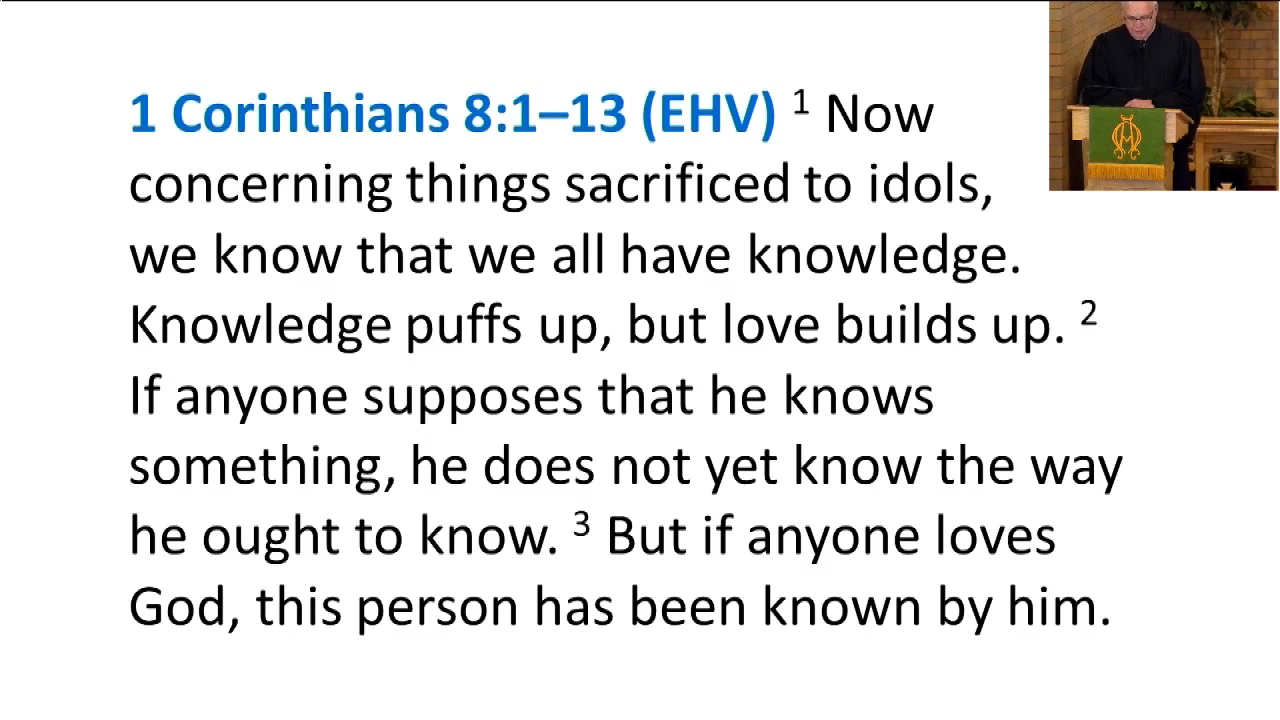 1 Corinthians 8:1–13 (EHV) 1 Now
concerning things sacrificed to idols,
we know that we all have knowledge.
Knowledge puffs up, but love builds up. 2
If anyone supposes that he knows
something, he does not yet know the way
he ought to know. 3 But if anyone loves
God, this person has been known by him.